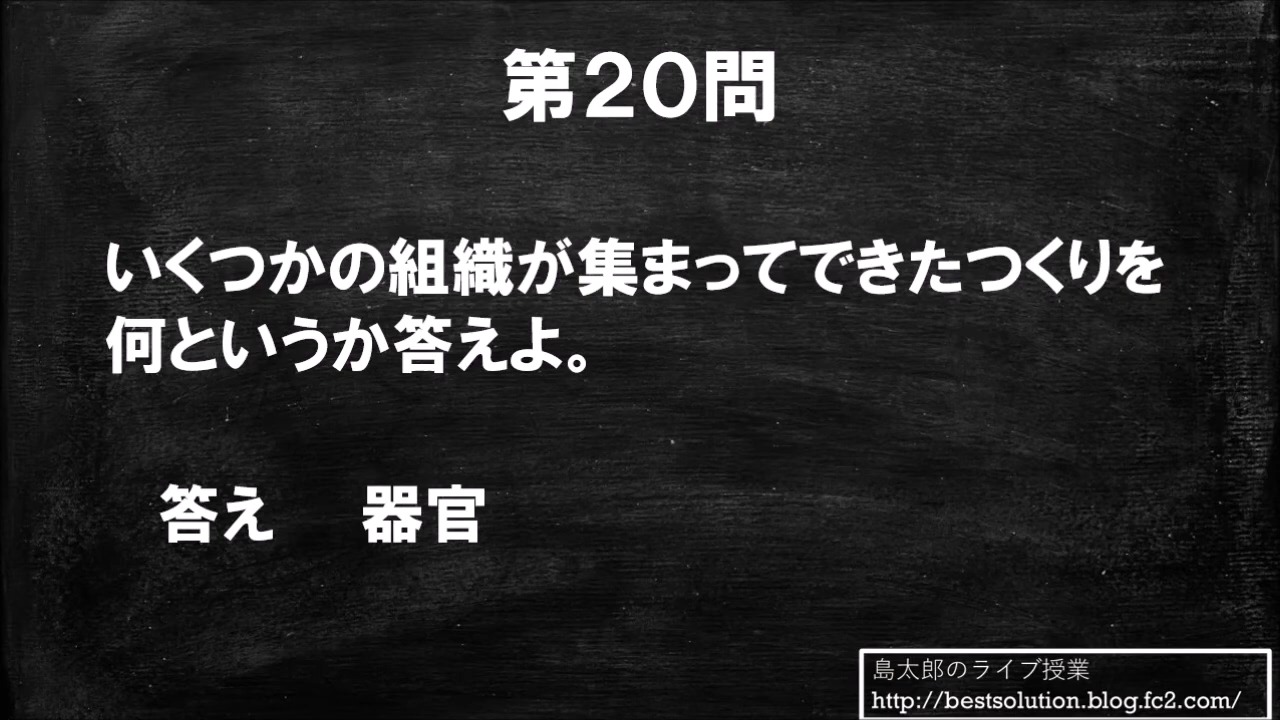 第２０問
いくつかの組織が集まってできたつくりを
何というか答えよ。
答え　　器官
島太郎のライブ授業
http://bestsolution.blog.fc2.com/